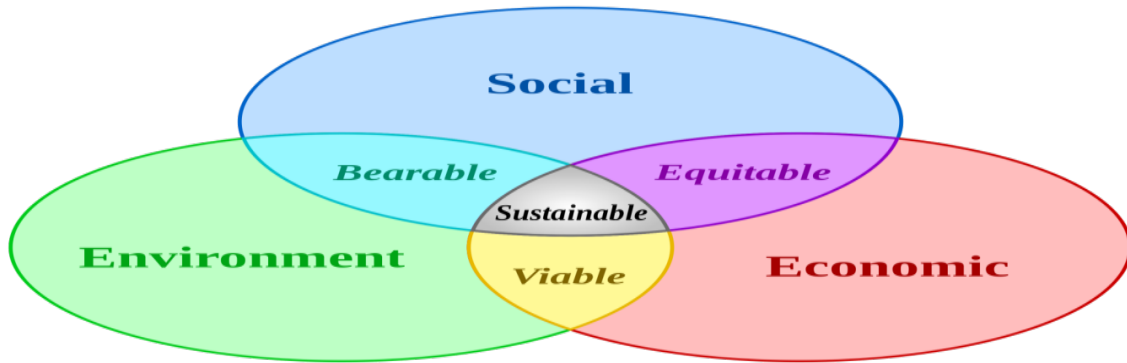 Social
Bearable
Equitable
Sustainable
Environment
Economic
Viable